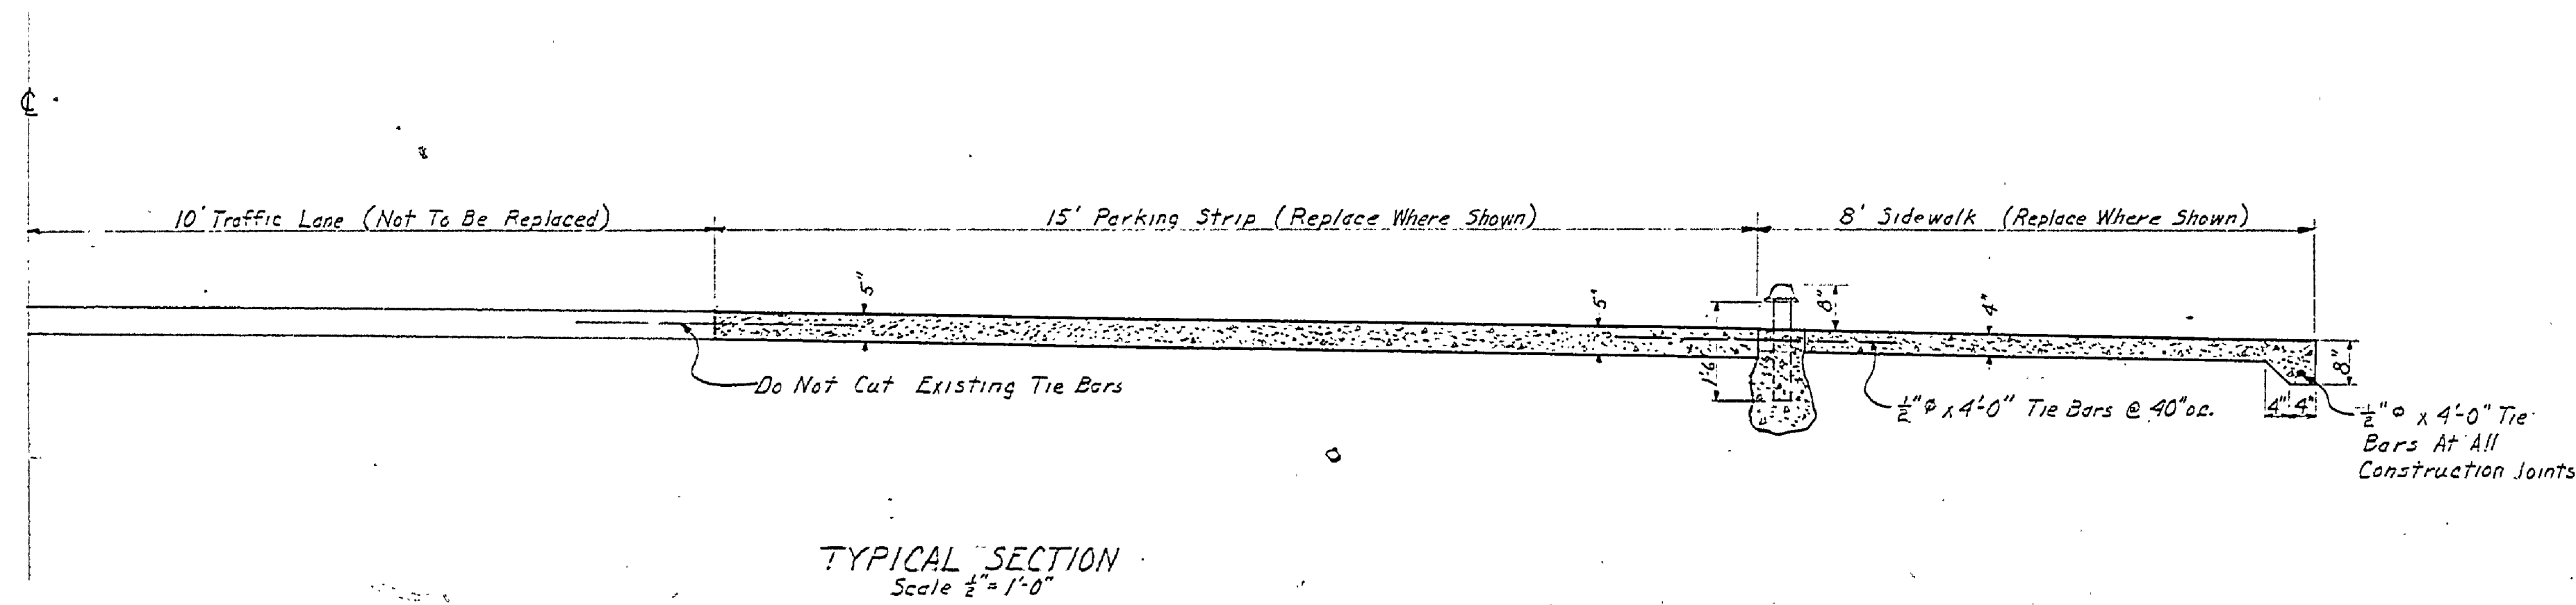 ℄
10' Traffic Lane (Not To Be Replaced)
15' Parking Strip (Replace Where Shown)
8' Sidewalk (Replace Where Shown)
5"
5"
8"
4"
1'6"
8"
Do Not Cut Existing Tie Bars
½"⌀ x 4'-0" Tie Bars @ 40"oc.
4" 4"
½"⌀ x 4'-0" Tie
Bars At All
Construction Joints
TYPICAL SECTION
Scale ½"= 1'-0"